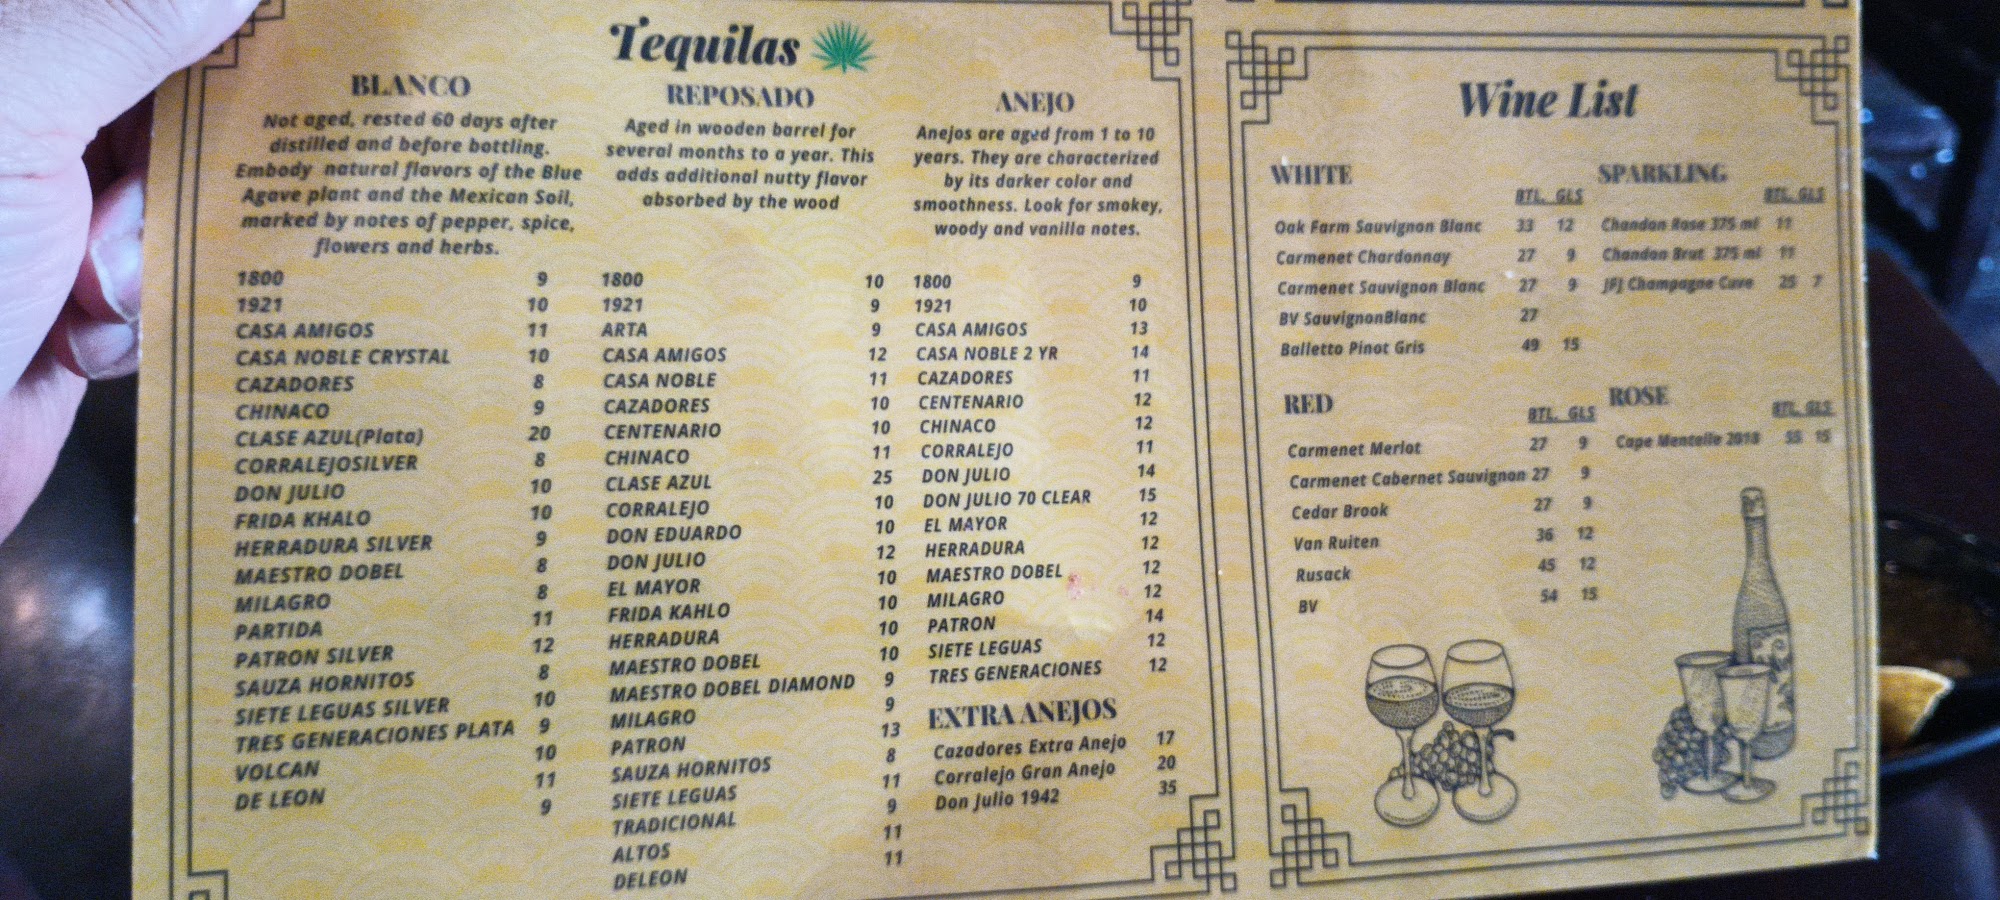 Tequilas
BLANCO
Not aged, rested 60 days after
distilled and before bottling.
Embody natural flavors of the Blue
Agave plant and the Mexican Soil,
marked by notes of pepper, spice,
flowers and herbs.
1800 9
1921 10
CASA AMIGOS 11
CASA NOBLE CRYSTAL 10
CAZADORES 8
CHINACO 9
CLASE AZUL(Plata) 20
CORRALEJOSILVER 8
DON JULIO 10
FRIDA KHALO 10
HERRADURA SILVER 9
MAESTRO DOBEL 8
MILAGRO 8
PARTIDA 11
PATRON SILVER 12
SAUZA HORNITOS 8
SIETE LEGUAS SILVER 10
TRES GENERACIONES PLATA 9
VOLCAN 10
DE LEON 11
9
REPOSADO
Aged in wooden barrel for
several months to a year. This
adds additional nutty flavor
absorbed by the wood
1800 10
1921 9
ARTA 9
CASA AMIGOS 12
CASA NOBLE 11
CAZADORES 10
CENTENARIO 10
CHINACO 11
CLASE AZUL 25
CORRALEJO 10
DON EDUARDO 10
DON JULIO 12
EL MAYOR 10
FRIDA KAHLO 10
HERRADURA 10
MAESTRO DOBEL 10
MAESTRO DOBEL DIAMOND 9
MILAGRO 9
PATRON 13
SAUZA HORNITOS 8
SIETE LEGUAS 11
TRADICIONAL 9
ALTOS 11
DELEON 11
ANEJO
Anejos are aged from 1 to 10
years. They are characterized
by its darker color and
smoothness. Look for smokey,
woody and vanilla notes.
1800 9
1921 10
CASA AMIGOS 13
CASA NOBLE 2 YR 14
CAZADORES 11
CENTENARIO 12
CHINACO 12
CORRALEJO 11
DON JULIO 14
DON JULIO 70 CLEAR 15
EL MAYOR 12
HERRADURA 12
MAESTRO DOBEL 12
MILAGRO 12
PATRON 14
SIETE LEGUAS 12
TRES GENERACIONES 12
EXTRA ANEJOS
Cazadores Extra Anejo 17
Corralejo Gran Anejo 20
Don Julio 1942 35
Wine List
WHITE
BTL. GLS
Oak Farm Sauvignon Blanc 33 12
Carmenet Chardonnay 27 9
Carmenet Sauvignon Blanc 27 9
BV SauvignonBlanc 27
Balletto Pinot Gris 49 15
SPARKLING
BTL. GLS
Chandon Rose 375 ml 11
Chandon Brut 375 ml 11
JFJ Champagne Cuve 25 7
RED
BTL. GLS
Carmenet Merlot 27 9
Carmenet Cabernet Sauvignon 27 9
Cedar Brook 27 9
Van Ruiten 36 12
Rusack 45 12
BV 54 15
ROSE
BTL. GLS
Cape Mentelle 2018 55 15